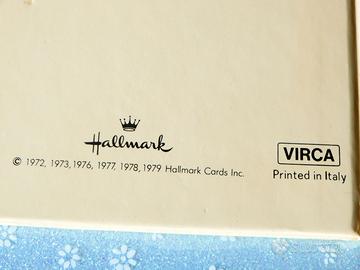 Hallmark
© 1972, 1973, 1976, 1977, 1978, 1979 Hallmark Cards Inc.
VIRCA
Printed in Italy